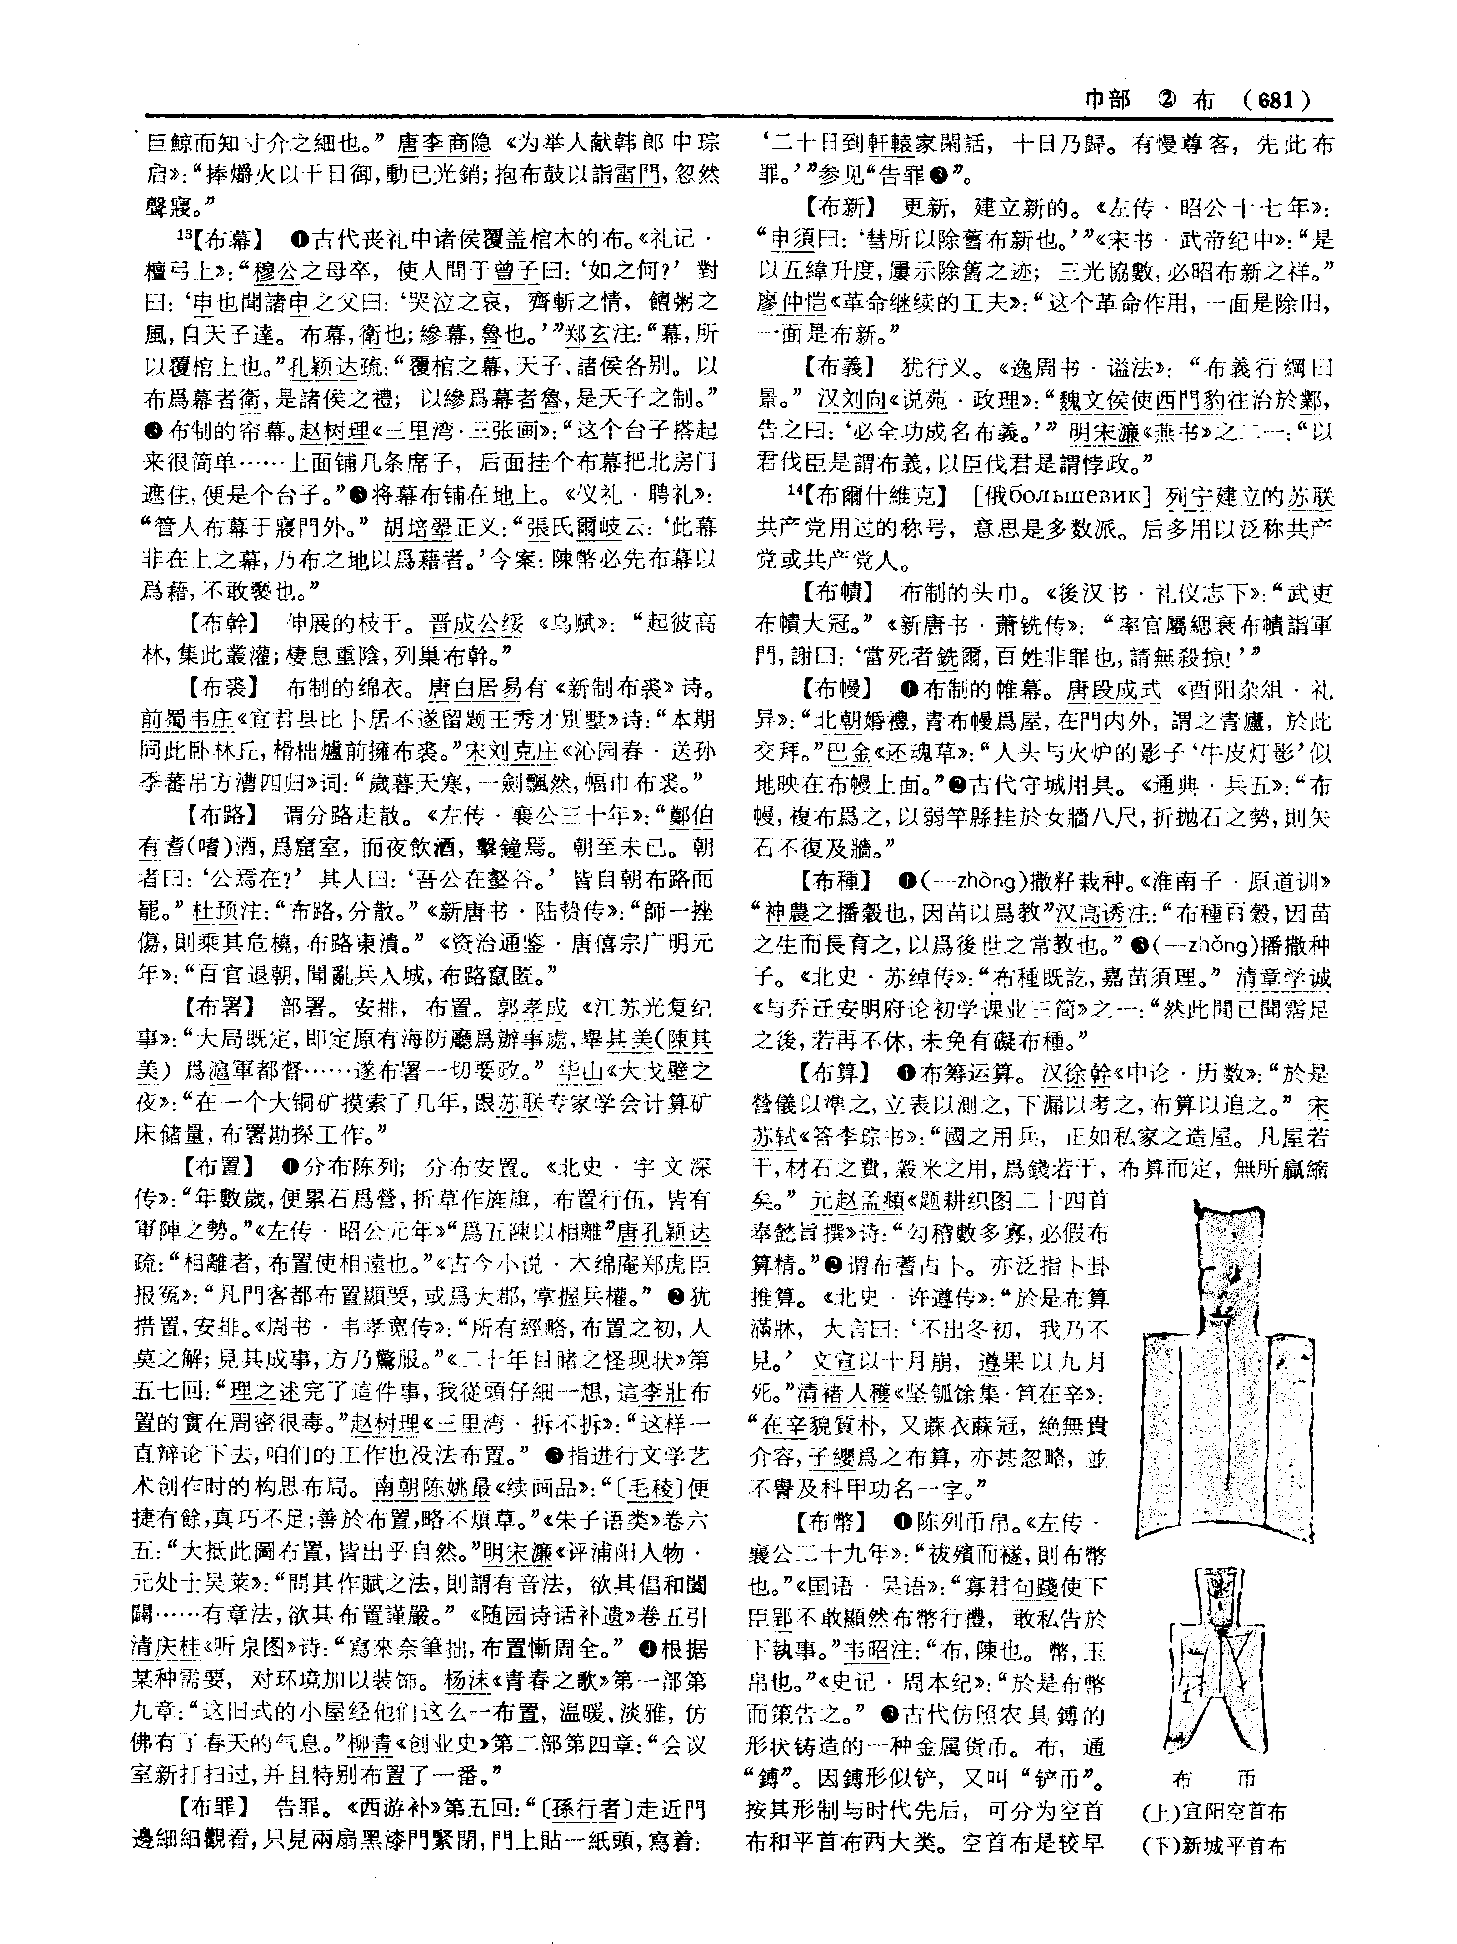 巾部 ② 布 (681)
巨鲸而知寸介之細也。”唐李商隐《为举人献韩郎中琮
启》:“捧爝火以干日御,動已光銷;抱布鼓以詣雷門,忽然
聲寢。”
¹³【布幕】 ❶古代丧礼中诸侯覆盖棺木的布。《礼记·
檀弓上》:“穆公之母卒,使人問于曾子曰:‘如之何?’對
曰:‘申也聞諸申之父曰:‘哭泣之哀,齊斬之情,饘粥之
風,自天子達。布幕,衛也;縿幕,魯也。’”郑玄注:“幕,所
以覆棺上也。”孔颖达疏:“覆棺之幕,天子、諸侯各别。以
布爲幕者衛,是諸侯之禮;以縿爲幕者魯,是天子之制。”
❷布制的帘幕。赵树理《三里湾·三张画》:“这个台子搭起
来很简单……上面铺几条席子,后面挂个布幕把北房门
遮住,便是个台子。”❸将幕布铺在地上。《仪礼·聘礼》:
“管人布幕于寢門外。”胡培翬正义:“張氏爾岐云:‘此幕
非在上之幕,乃布之地以爲藉者。’今案:陳幣必先布幕以
爲藉,不敢褻也。”
【布幹】 伸展的枝干。晋成公绥《乌赋》:“起彼高
林,集此叢灌;棲息重陰,列巢布幹。”
【布裘】 布制的绵衣。唐白居易有《新制布裘》诗。
前蜀韦庄《宜君县比卜居不遂留题王秀才别墅》诗:“本期
同此卧林丘,榾柮爐前擁布裘。”宋刘克庄《沁园春·送孙
季蕃吊方漕西归》词:“歲暮天寒,一劍飄然,幅巾布裘。”
【布路】 谓分路走散。《左传·襄公三十年》:“鄭伯
有耆(嗜)酒,爲窟室,而夜飲酒,擊鐘焉。朝至未已。朝
者曰:‘公焉在?’其人曰:‘吾公在壑谷。’皆自朝布路而
罷。”杜预注:“布路,分散。”《新唐书·陆贽传》:“師一挫
傷,則乘其危橈,布路東潰。”《资治通鉴·唐僖宗广明元
年》:“百官退朝,聞亂兵入城,布路竄匿。”
【布署】 部署。安排,布置。郭孝成《江苏光复纪
事》:“大局既定,即定原有海防廳爲辦事處,舉其美(陳其
美)爲滬軍都督……遂布署一切要政。”华山《大戈壁之
夜》:“在一个大铜矿摸索了几年,跟苏联专家学会计算矿
床储量,布署勘探工作。”
【布置】 ❶分布陈列;分布安置。《北史·宇文深
传》:“年數歲,便累石爲營,折草作旌旗,布置行伍,皆有
軍陣之勢。”《左传·昭公元年》“爲五陳以相離”唐孔颖达
疏:“相離者,布置使相遠也。”《古今小说·木绵庵郑虎臣
报冤》:“凡門客都布置顯要,或爲大郡,掌握兵權。”❷犹
措置,安排。《周书·韦孝宽传》:“所有經略,布置之初,人
莫之解;見其成事,方乃驚服。”《二十年目睹之怪现状》第
五七回:“理之述完了這件事,我從頭仔細一想,這李壯布
置的實在周密很毒。”赵树理《三里湾·拆不拆》:“这样一
直辩论下去,咱们的工作也没法布置。”❸指进行文学艺
术创作时的构思布局。南朝陈姚最《续画品》:“〔毛稜〕便
捷有餘,真巧不足;善於布置,略不煩草。”《朱子语类》卷六
五:“大抵此圖布置,皆出乎自然。”明宋濂《评浦阳人物·
元处士吴莱》:“問其作賦之法,則謂有音法,欲其倡和闔
闢……有章法,欲其布置謹嚴。”《随园诗话补遗》卷五引
清庆桂《听泉图》诗:“寫來奈筆拙,布置慚周全。”❹根据
某种需要,对环境加以装饰。杨沫《青春之歌》第一部第
九章:“这旧式的小屋经他们这么一布置,温暖、淡雅,仿
佛有了春天的气息。”柳青《创业史》第二部第四章:“会议
室新打扫过,并且特别布置了一番。”
【布罪】 告罪。《西游补》第五回:“〔孫行者〕走近門
邊細細觀看,只見兩扇黑漆門緊閉,門上貼一紙頭,寫着:
‘二十日到軒轅家閑話,十日乃歸。有慢尊客,先此布
罪。’”参见“告罪❸”。
【布新】 更新,建立新的。《左传·昭公十七年》:
“申須曰:‘彗所以除舊布新也。’”《宋书·武帝纪中》:“是
以五緯升度,屢示除舊之迹;三光協數,必昭布新之祥。”
廖仲恺《革命继续的工夫》:“这个革命作用,一面是除旧,
一面是布新。”
【布義】 犹行义。《逸周书·谥法》:“布義行綱曰
景。”汉刘向《说苑·政理》:“魏文侯使西門豹往治於鄴,
告之曰:‘必全功成名布義。’”明宋濂《燕书》之二一:“以
君伐臣是謂布義,以臣伐君是謂悖政。”
¹⁴【布爾什維克】 [俄большевик] 列宁建立的苏联
共产党用过的称号,意思是多数派。后多用以泛称共产
党或共产党人。
【布幘】 布制的头巾。《後汉书·礼仪志下》:“武吏
布幘大冠。”《新唐书·萧铣传》:“率官屬緦衰布幘詣軍
門,謝曰:‘當死者銑爾,百姓非罪也,請無殺掠!’”
【布幔】 ❶布制的帷幕。唐段成式《酉阳杂俎·礼
异》:“北朝婚禮,青布幔爲屋,在門内外,謂之青廬,於此
交拜。”巴金《还魂草》:“人头与火炉的影子‘牛皮灯影’似
地映在布幔上面。”❷古代守城用具。《通典·兵五》:“布
幔,複布爲之,以弱竿縣挂於女牆八尺,折抛石之勢,則矢
石不復及牆。”
【布種】 ❶(—zhòng)撒籽栽种。《淮南子·原道训》
“神農之播穀也,因苗以爲教”汉高诱注:“布種百穀,因苗
之生而長育之,以爲後世之常教也。”❷(—zhǒng)播撒种
子。《北史·苏绰传》:“布種既訖,嘉苗須理。”清章学诚
《与乔迁安明府论初学课业三简》之一:“然此間已聞霑足
之後,若再不休,未免有礙布種。”
【布算】 ❶布筹运算。汉徐幹《中论·历数》:“於是
營儀以準之,立表以測之,下漏以考之,布算以追之。”宋
苏轼《答李琮书》:“國之用兵,正如私家之造屋。凡屋若
干,材石之費,穀米之用,爲錢若干,布算而定,無所贏縮
矣。”元赵孟頫《题耕织图二十四首
奉懿旨撰》诗:“勾稽數多寡,必假布
算精。”❷谓布蓍占卜。亦泛指卜卦
推算。《北史·许遵传》:“於是布算
滿牀,大言曰:‘不出冬初,我乃不
見。’文宣以十月崩,遵果以九月
死。”清褚人穫《坚瓠馀集·笪在辛》:
“在辛貌質朴,又蔴衣蔴冠,絶無貴
介容,子纓爲之布算,亦甚忽略,並
不譽及科甲功名一字。”
【布幣】 ❶陈列币帛。《左传·
襄公二十九年》:“祓殯而襚,則布幣
也。”《国语·吴语》:“寡君句踐使下
臣郢不敢顯然布幣行禮,敢私告於
下執事。”韦昭注:“布,陳也。幣,玉
帛也。”《史记·周本纪》:“於是布幣
而策告之。”❷古代仿照农具鎛的
形状铸造的一种金属货币。布,通
“鎛”。因鎛形似铲,又叫“铲币”。
按其形制与时代先后,可分为空首
布和平首布两大类。空首布是较早
布 币
(上)宜阳空首布
(下)新城平首布